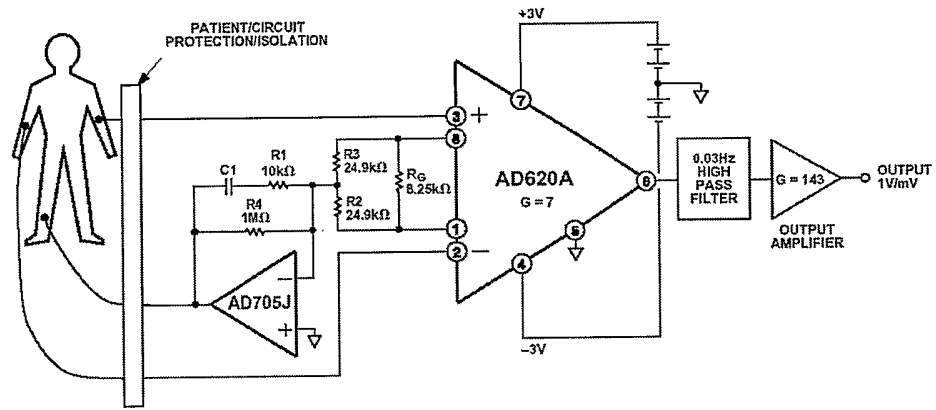 PATIENT/CIRCUIT
PROTECTION/ISOLATION
+3V
3
+
8
7
C1
R1
10kΩ
R3
24.9kΩ
RG
8.25kΩ
R4
1MΩ
R2
24.9kΩ
AD620A
G = 7
6
0.03Hz
HIGH
PASS
FILTER
G = 143
OUTPUT
1V/mV
OUTPUT
AMPLIFIER
1
2
−
5
4
−
AD705J
+
−3V